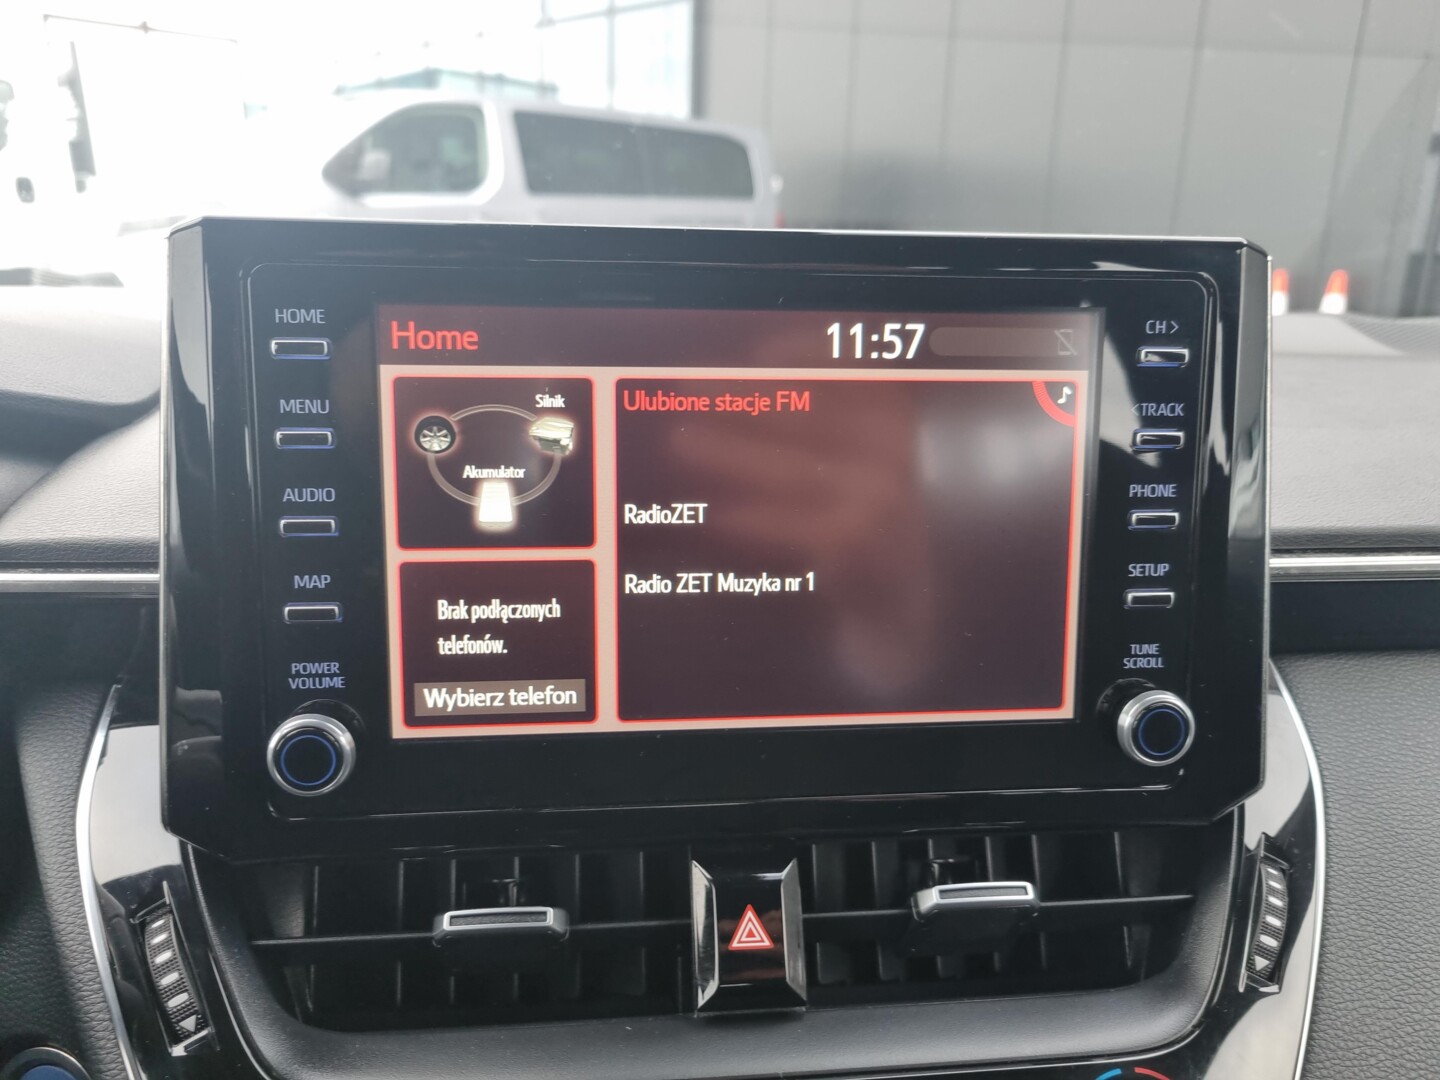 HOME
MENU
AUDIO
MAP
POWER
VOLUME
Home
11:57
Silnik
Akumulator
Brak podłączonych
telefonów.
Wybierz telefon
Ulubione stacje FM
RadioZET
Radio ZET Muzyka nr 1
CH >
< TRACK
PHONE
SETUP
TUNE
SCROLL